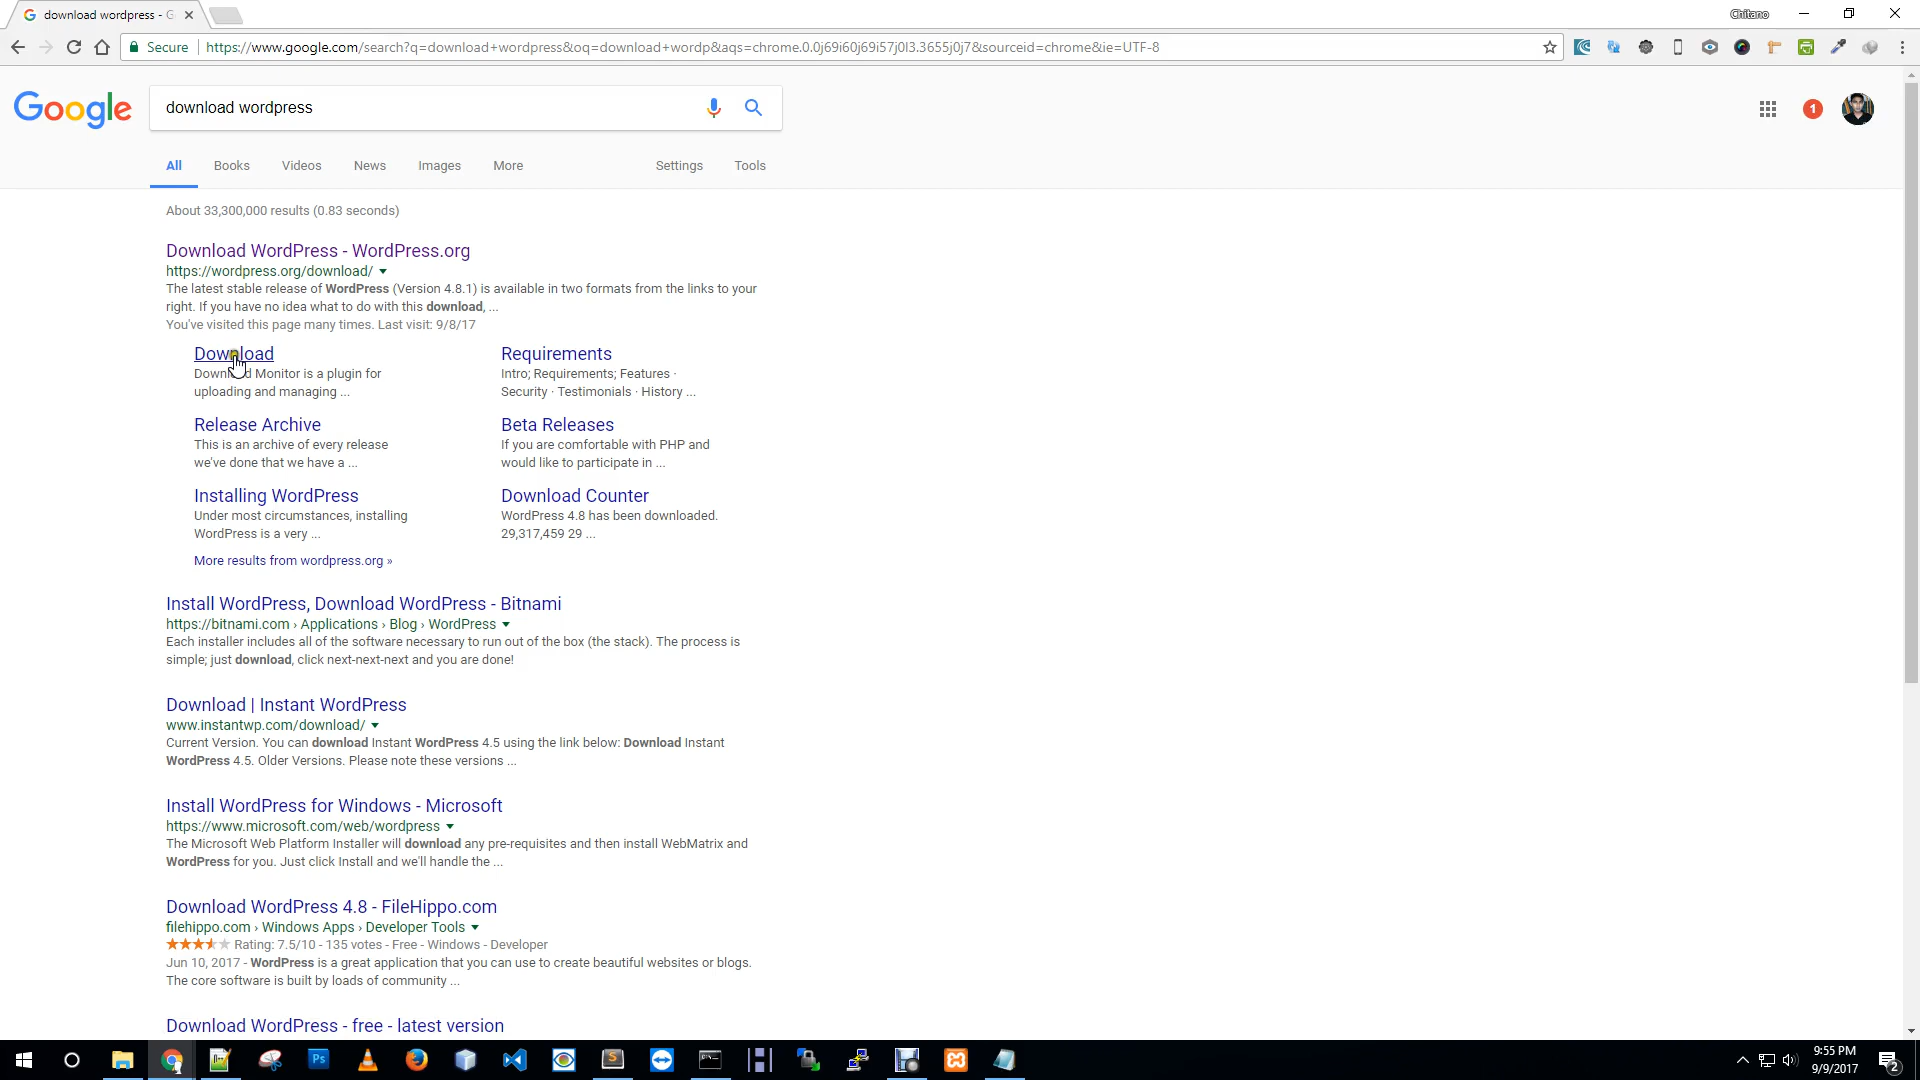 download wordpress - G
Chitano
Secure https://www.google.com/search?q=download+wordpress&oq=download+wordp&aqs=chrome.0.0j69i60j69i57j0l3.3655j0j7&sourceid=chrome&ie=UTF-8
Google
download wordpress
1
All Books Videos News Images More Settings Tools
About 33,300,000 results (0.83 seconds)
Download WordPress - WordPress.org
https://wordpress.org/download/
The latest stable release of WordPress (Version 4.8.1) is available in two formats from the links to your
right. If you have no idea what to do with this download, ...
You've visited this page many times. Last visit: 9/8/17
Download
Download Monitor is a plugin for
uploading and managing ...
Requirements
Intro; Requirements; Features ·
Security · Testimonials · History ...
Release Archive
This is an archive of every release
we've done that we have a ...
Beta Releases
If you are comfortable with PHP and
would like to participate in ...
Installing WordPress
Under most circumstances, installing
WordPress is a very ...
Download Counter
WordPress 4.8 has been downloaded.
29,317,459 29 ...
More results from wordpress.org »
Install WordPress, Download WordPress - Bitnami
https://bitnami.com › Applications › Blog › WordPress
Each installer includes all of the software necessary to run out of the box (the stack). The process is
simple; just download, click next-next-next and you are done!
Download | Instant WordPress
www.instantwp.com/download/
Current Version. You can download Instant WordPress 4.5 using the link below: Download Instant
WordPress 4.5. Older Versions. Please note these versions ...
Install WordPress for Windows - Microsoft
https://www.microsoft.com/web/wordpress
The Microsoft Web Platform Installer will download any pre-requisites and then install WebMatrix and
WordPress for you. Just click Install and we'll handle the ...
Download WordPress 4.8 - FileHippo.com
filehippo.com › Windows Apps › Developer Tools
Rating: 7.5/10 - 135 votes - Free - Windows - Developer
Jun 10, 2017 - WordPress is a great application that you can use to create beautiful websites or blogs.
The core software is built by loads of community ...
Download WordPress - free - latest version
Ps
9:55 PM
9/9/2017
2